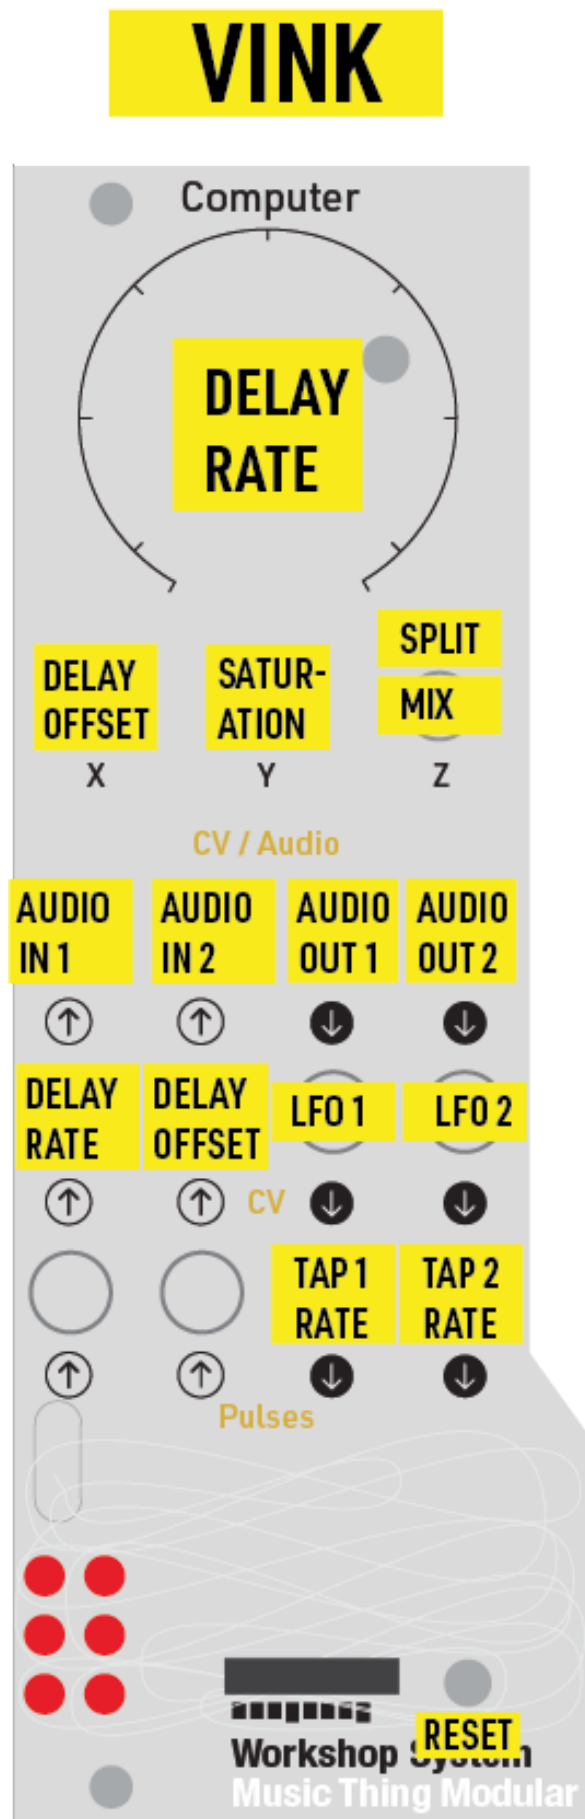 VINK
Computer
DELAY
RATE
DELAY
OFFSET
X
SATUR-
ATION
Y
SPLIT
MIX
Z
CV / Audio
AUDIO
IN 1
AUDIO
IN 2
AUDIO
OUT 1
AUDIO
OUT 2
DELAY
RATE
DELAY
OFFSET
LFO 1
LFO 2
CV
TAP 1
RATE
TAP 2
RATE
Pulses
RESET
Workshop
Music Thing Modular